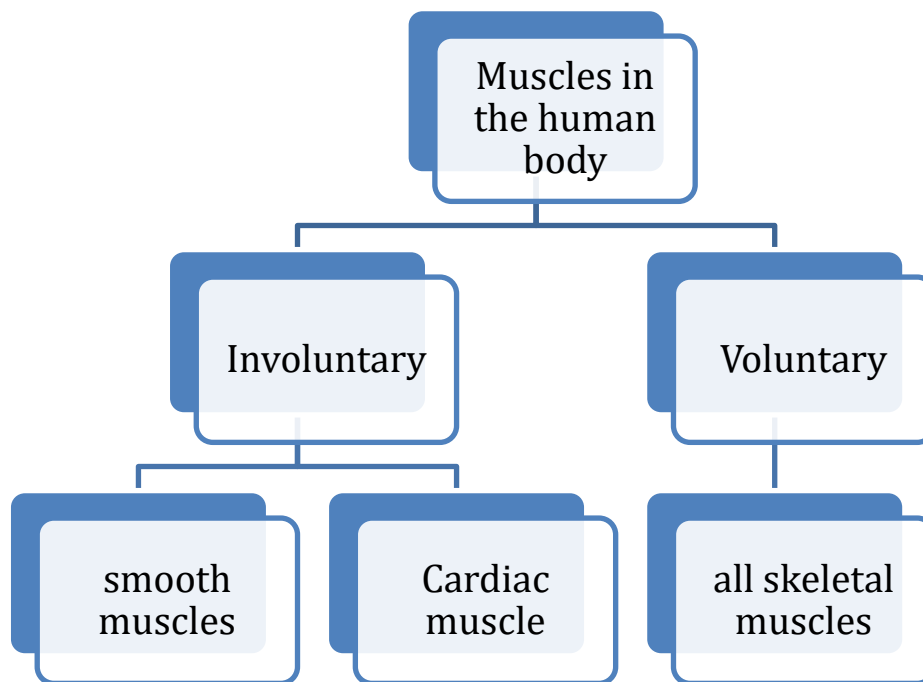 Muscles in
the human
body
Involuntary
Voluntary
smooth
muscles
Cardiac
muscle
all skeletal
muscles